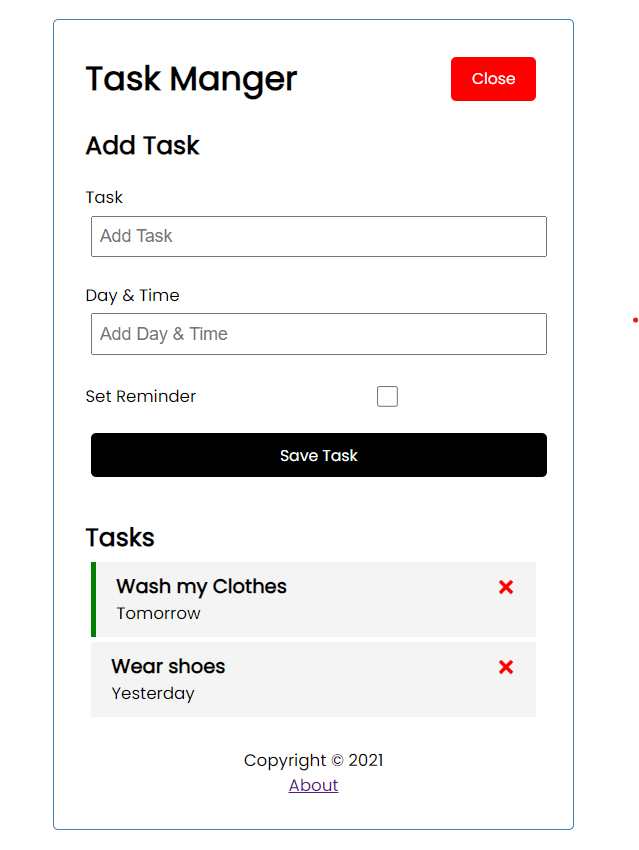 Task Manger
Close
Add Task
Task
Add Task
Day & Time
Add Day & Time
Set Reminder
Save Task
Tasks
Wash my Clothes
Tomorrow
Wear shoes
Yesterday
Copyright © 2021
About